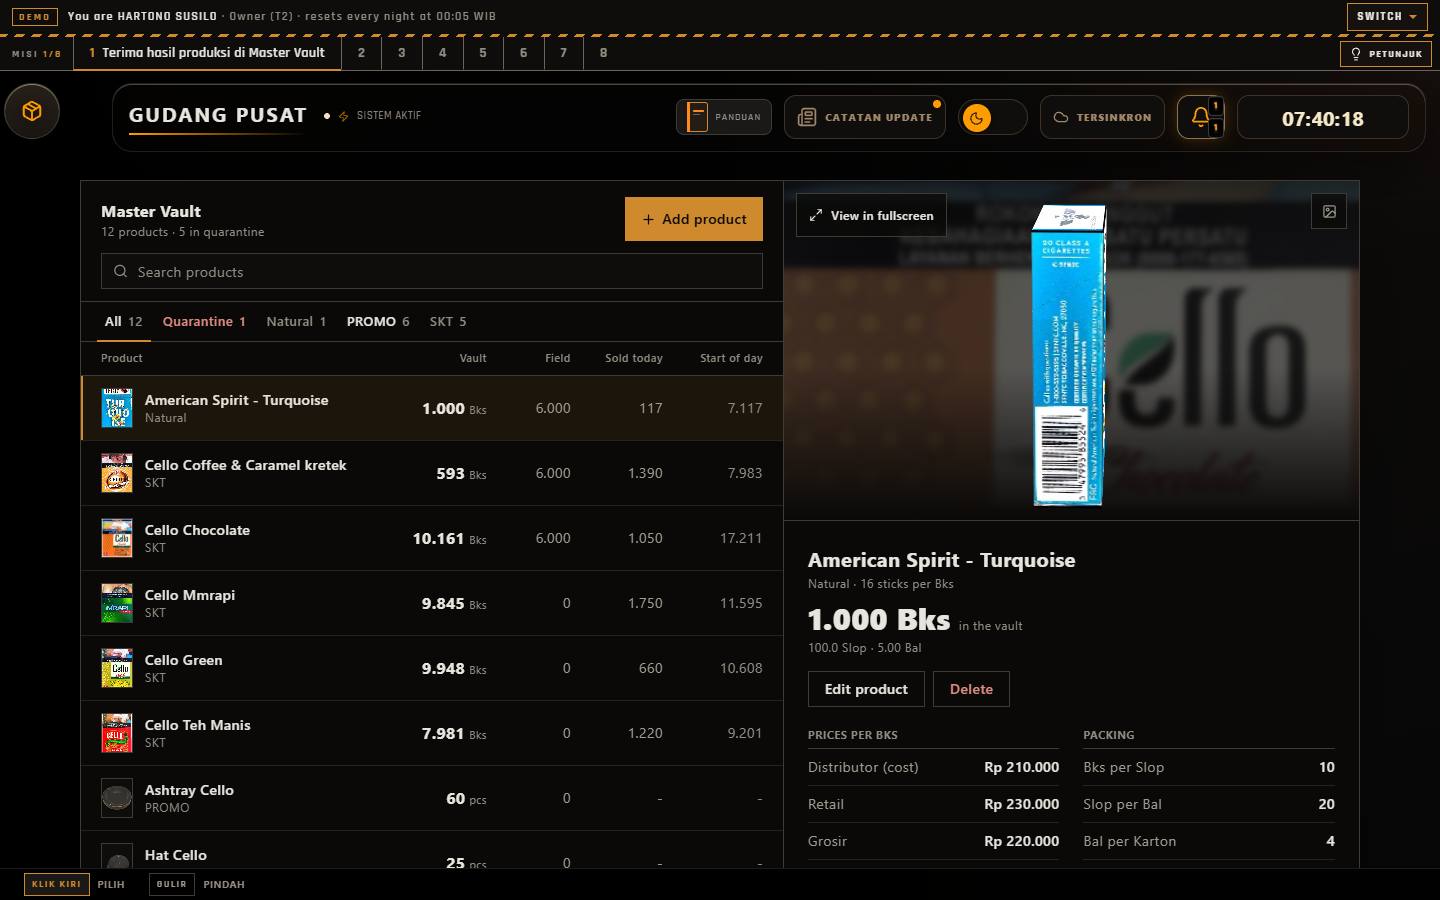 DEMO You are HARTONO SUSILO · Owner (T2) · resets every night at 00:05 WIB SWITCH
MISI 1/8 1 Terima hasil produksi di Master Vault 2 3 4 5 6 7 8 PETUNJUK
GUDANG PUSAT SISTEM AKTIF PANDUAN CATATAN UPDATE TERSINKRON 1 1 07:40:18
Master Vault
12 products · 5 in quarantine
Add product
Search products
All 12 Quarantine 1 Natural 1 PROMO 6 SKT 5
Product Vault Field Sold today Start of day
American Spirit - Turquoise
Natural
1.000 Bks 6.000 117 7.117
Cello Coffee & Caramel kretek
SKT
593 Bks 6.000 1.390 7.983
Cello Chocolate
SKT
10.161 Bks 6.000 1.050 17.211
Cello Mmrapi
SKT
9.845 Bks 0 1.750 11.595
Cello Green
SKT
9.948 Bks 0 660 10.608
Cello Teh Manis
SKT
7.981 Bks 0 1.220 9.201
Ashtray Cello
PROMO
60 pcs 0 - -
Hat Cello
25 pcs 0 - -
View in fullscreen
20 CLASS A
CIGARETTES
ello
Chocolate
American Spirit - Turquoise
Natural · 16 sticks per Bks
1.000 Bks in the vault
100.0 Slop · 5.00 Bal
Edit product Delete
PRICES PER BKS
Distributor (cost) Rp 210.000
Retail Rp 230.000
Grosir Rp 220.000
PACKING
Bks per Slop 10
Slop per Bal 20
Bal per Karton 4
KLIK KIRI PILIH GULIR PINDAH